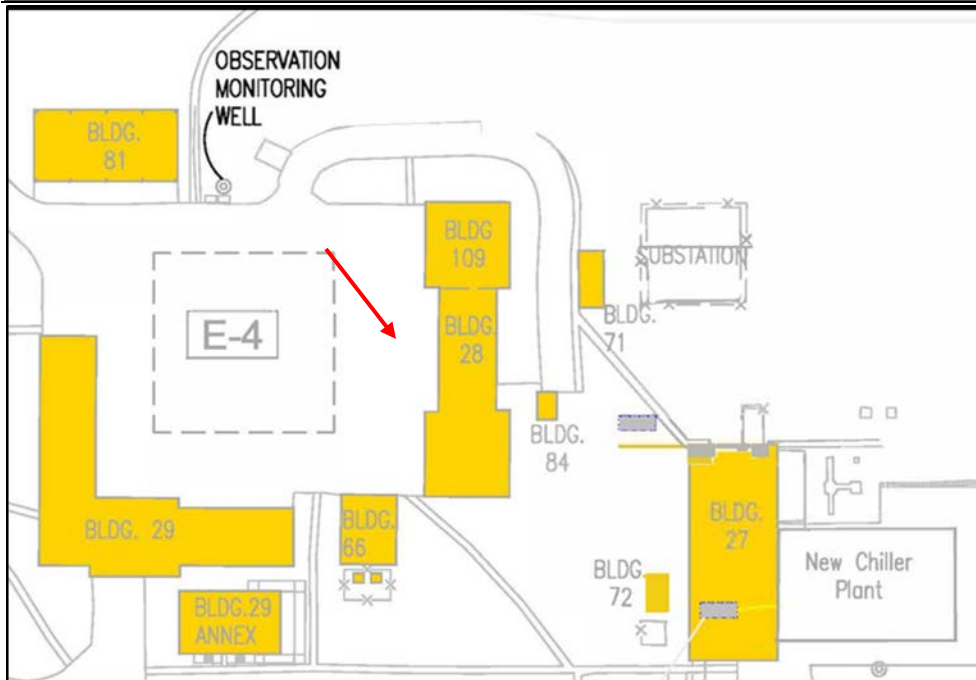 OBSERVATION
MONITORING
WELL
BLDG.
81
BLDG
109
SUBSTATION
BLDG.
71
E-4
BLDG.
28
BLDG.
84
BLDG. 29
BLDG.
66
BLDG.
27
New Chiller
Plant
BLDG.
72
BLDG.29
ANNEX